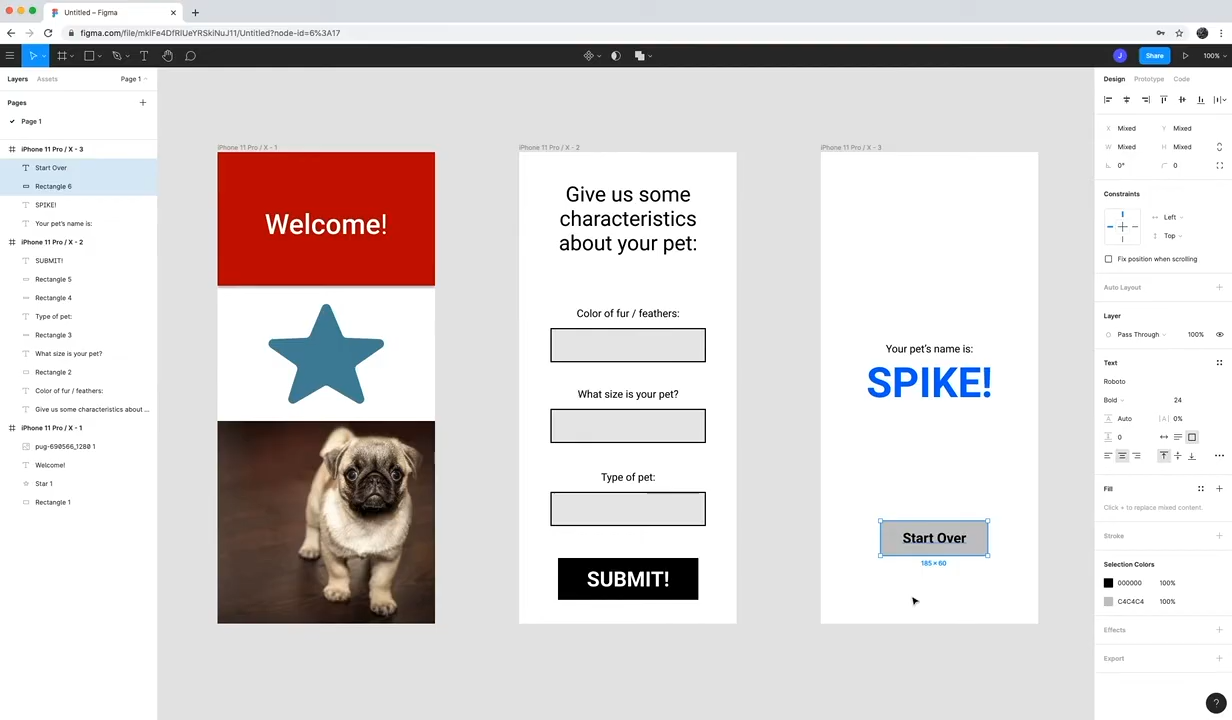 Untitled – Figma
figma.com/file/mklFe4DfRlUeYRSkiNuJ11/Untitled?node-id=6%3A17
J
Share
100%
Layers
Assets
Page 1
Pages
Page 1
iPhone 11 Pro / X - 3
Start Over
Rectangle 6
SPIKE!
Your pet's name is:
iPhone 11 Pro / X - 2
SUBMIT!
Rectangle 5
Rectangle 4
Type of pet:
Rectangle 3
What size is your pet?
Rectangle 2
Color of fur / feathers:
Give us some characteristics about ...
iPhone 11 Pro / X - 1
pug-690566_1280 1
Welcome!
Star 1
Rectangle 1
iPhone 11 Pro / X - 1
Welcome!
iPhone 11 Pro / X - 2
Give us some
characteristics
about your pet:
Color of fur / feathers:
What size is your pet?
Type of pet:
SUBMIT!
iPhone 11 Pro / X - 3
Your pet's name is:
SPIKE!
Start Over
185 × 60
Design
Prototype
Code
X Mixed Y Mixed
W Mixed H Mixed
0° 0
Constraints
Left
Top
Fix position when scrolling
Auto Layout
Layer
Pass Through 100%
Text
Roboto
Bold 24
Auto 0%
0
Fill
Click + to replace mixed content.
Stroke
Selection Colors
000000 100%
C4C4C4 100%
Effects
Export
?